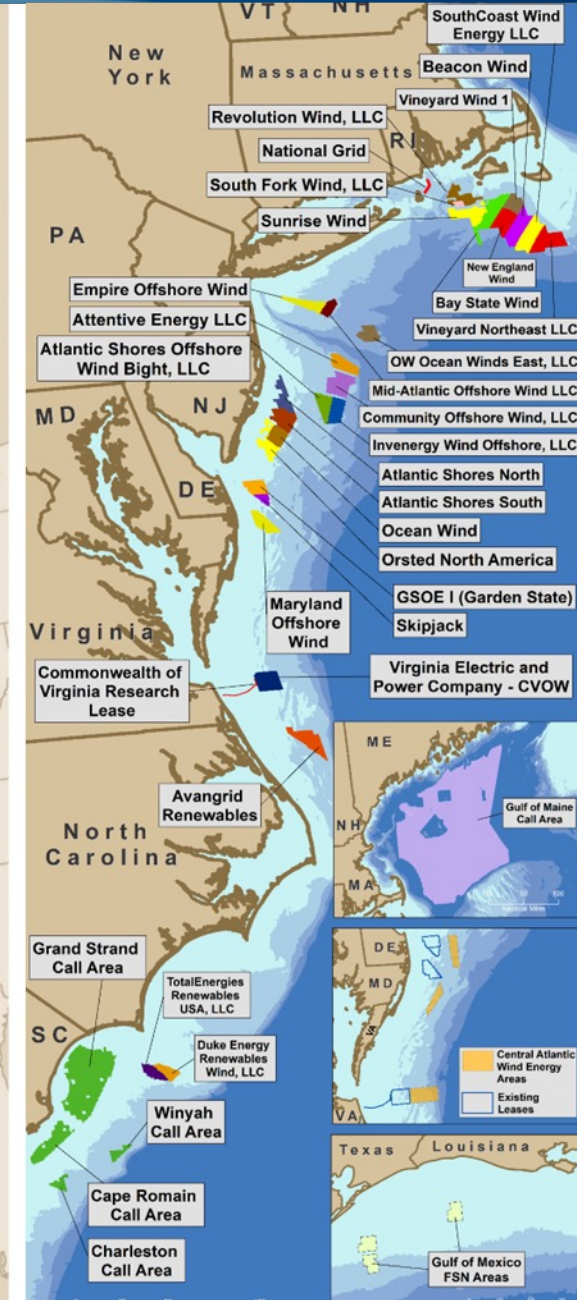 VT
NH
SouthCoast Wind
Energy LLC
New
York
Massachusetts
Beacon Wind
Vineyard Wind 1
Revolution Wind, LLC
RI
National Grid
South Fork Wind, LLC
Sunrise Wind
PA
New England
Wind
Bay State Wind
Vineyard Northeast LLC
Empire Offshore Wind
Attentive Energy LLC
Atlantic Shores Offshore
Wind Bight, LLC
OW Ocean Winds East, LLC
Mid-Atlantic Offshore Wind LLC
Community Offshore Wind, LLC
Invenergy Wind Offshore, LLC
MD
NJ
DE
Atlantic Shores North
Atlantic Shores South
Ocean Wind
Orsted North America
GSOE I (Garden State)
Skipjack
Maryland
Offshore
Wind
Virginia
Commonwealth of
Virginia Research
Lease
Virginia Electric and
Power Company - CVOW
Avangrid
Renewables
North
Carolina
ME
NH
MA
Gulf of Maine
Call Area
Grand Strand
Call Area
TotalEnergies
Renewables
USA, LLC
Duke Energy
Renewables
Wind, LLC
SC
Winyah
Call Area
Cape Romain
Call Area
Charleston
Call Area
DE
MD
VA
VA
Central Atlantic
Wind Energy
Areas
Existing
Leases
Texas
Louisiana
Gulf of Mexico
FSN Areas